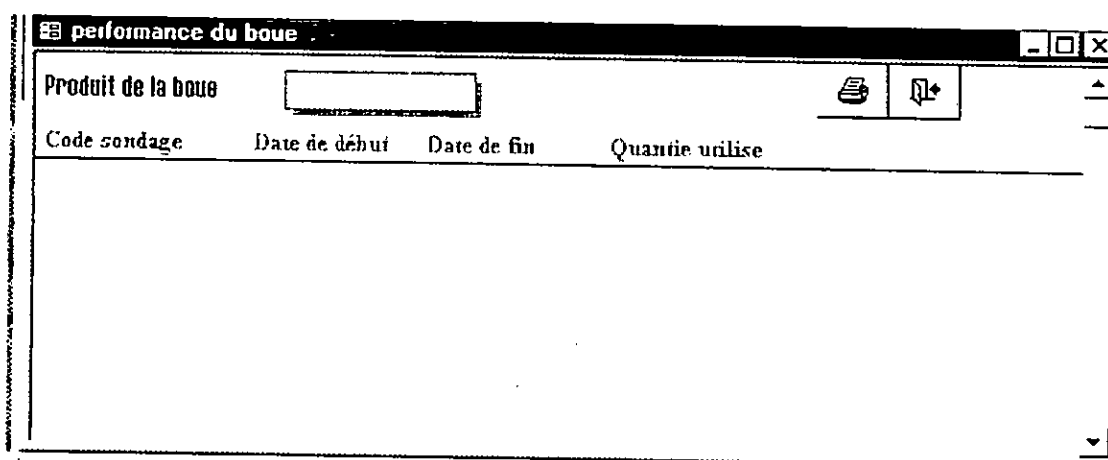 performance du boue
Produit de la boue
Code sondage Date de début Date de fin Quantie utilise